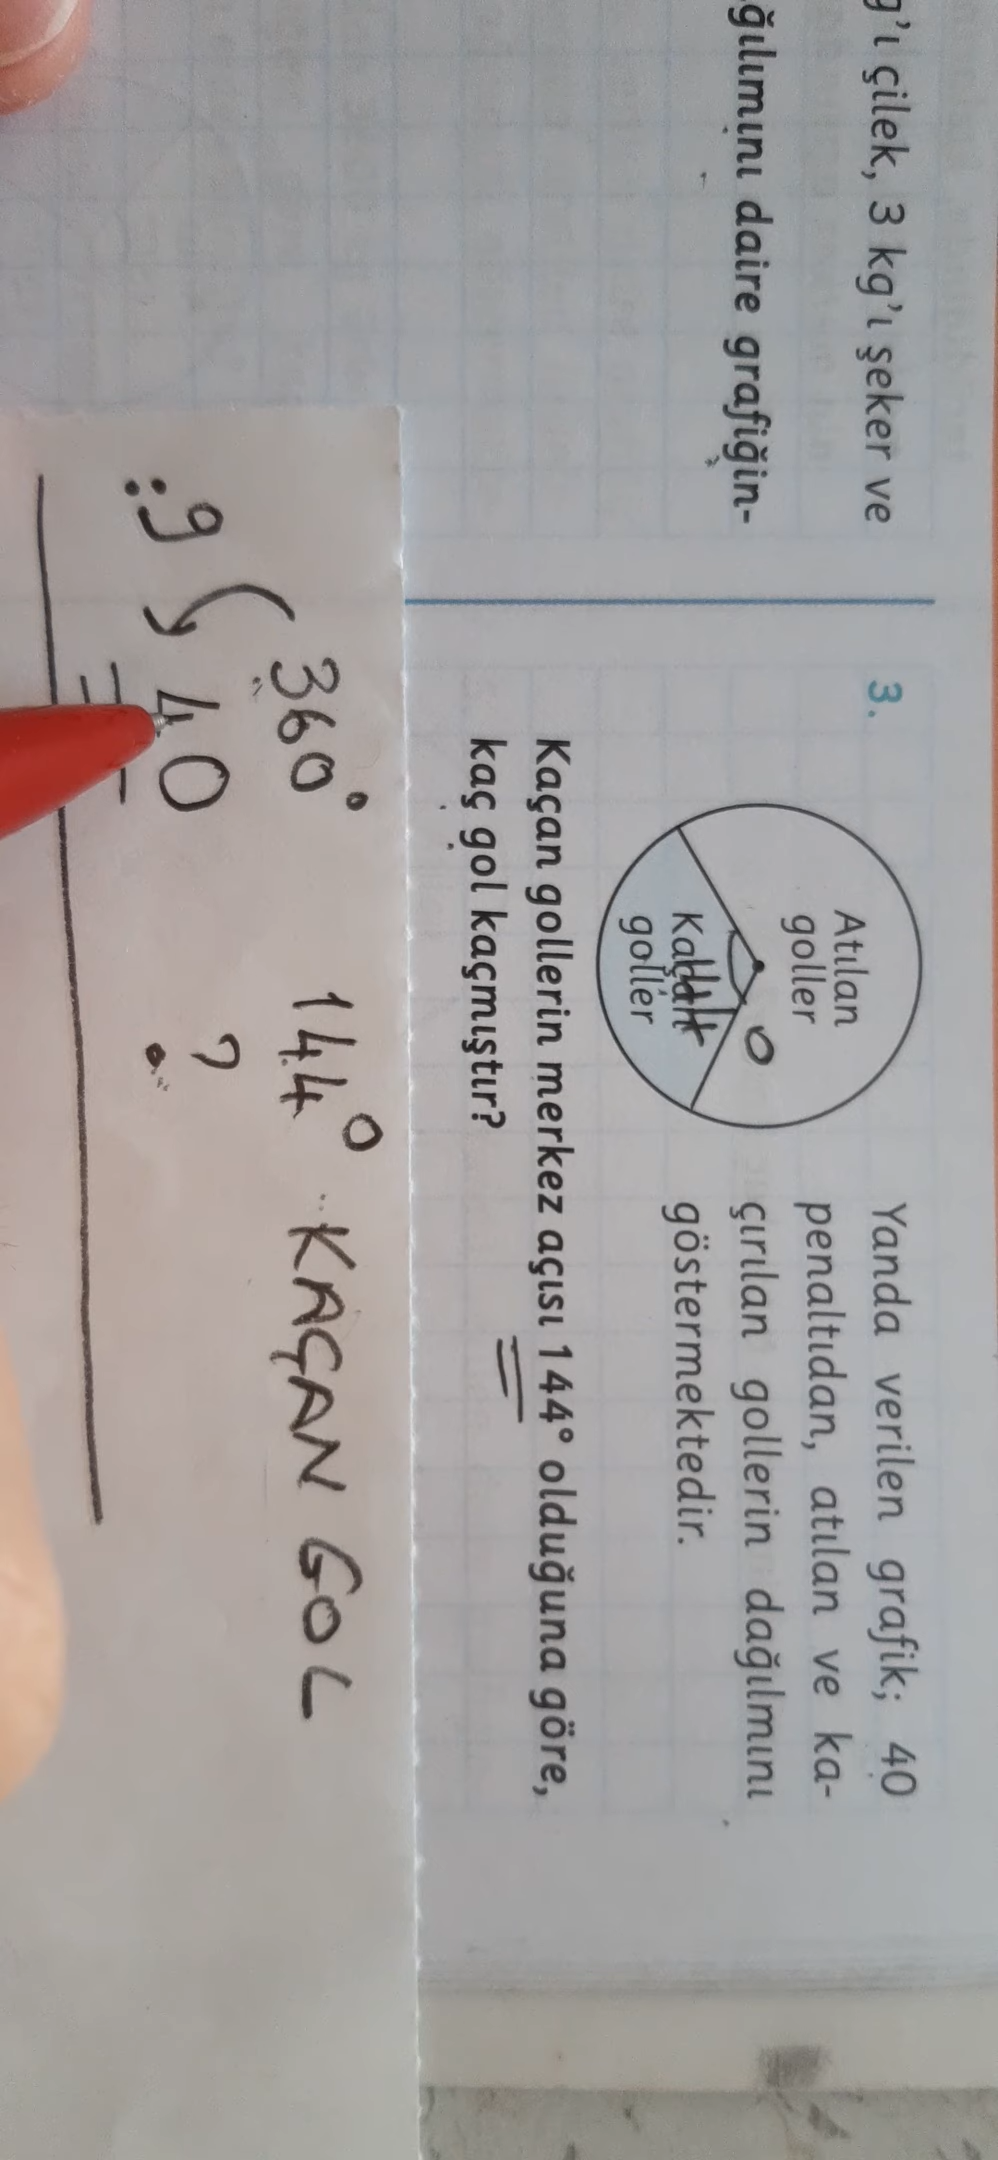 g'ı çilek, 3 kg'ı şeker ve
ğılımını daire grafiğin-
3.
Atılan
goller
Kaçan
goller
Yanda verilen grafik; 40
penaltıdan, atılan ve ka-
çırılan gollerin dağılmını
göstermektedir.
Kaçan gollerin merkez açısı 144° olduğuna göre,
kaç gol kaçmıştır?
360° 144° KAÇAN GOL
:9 40 ?